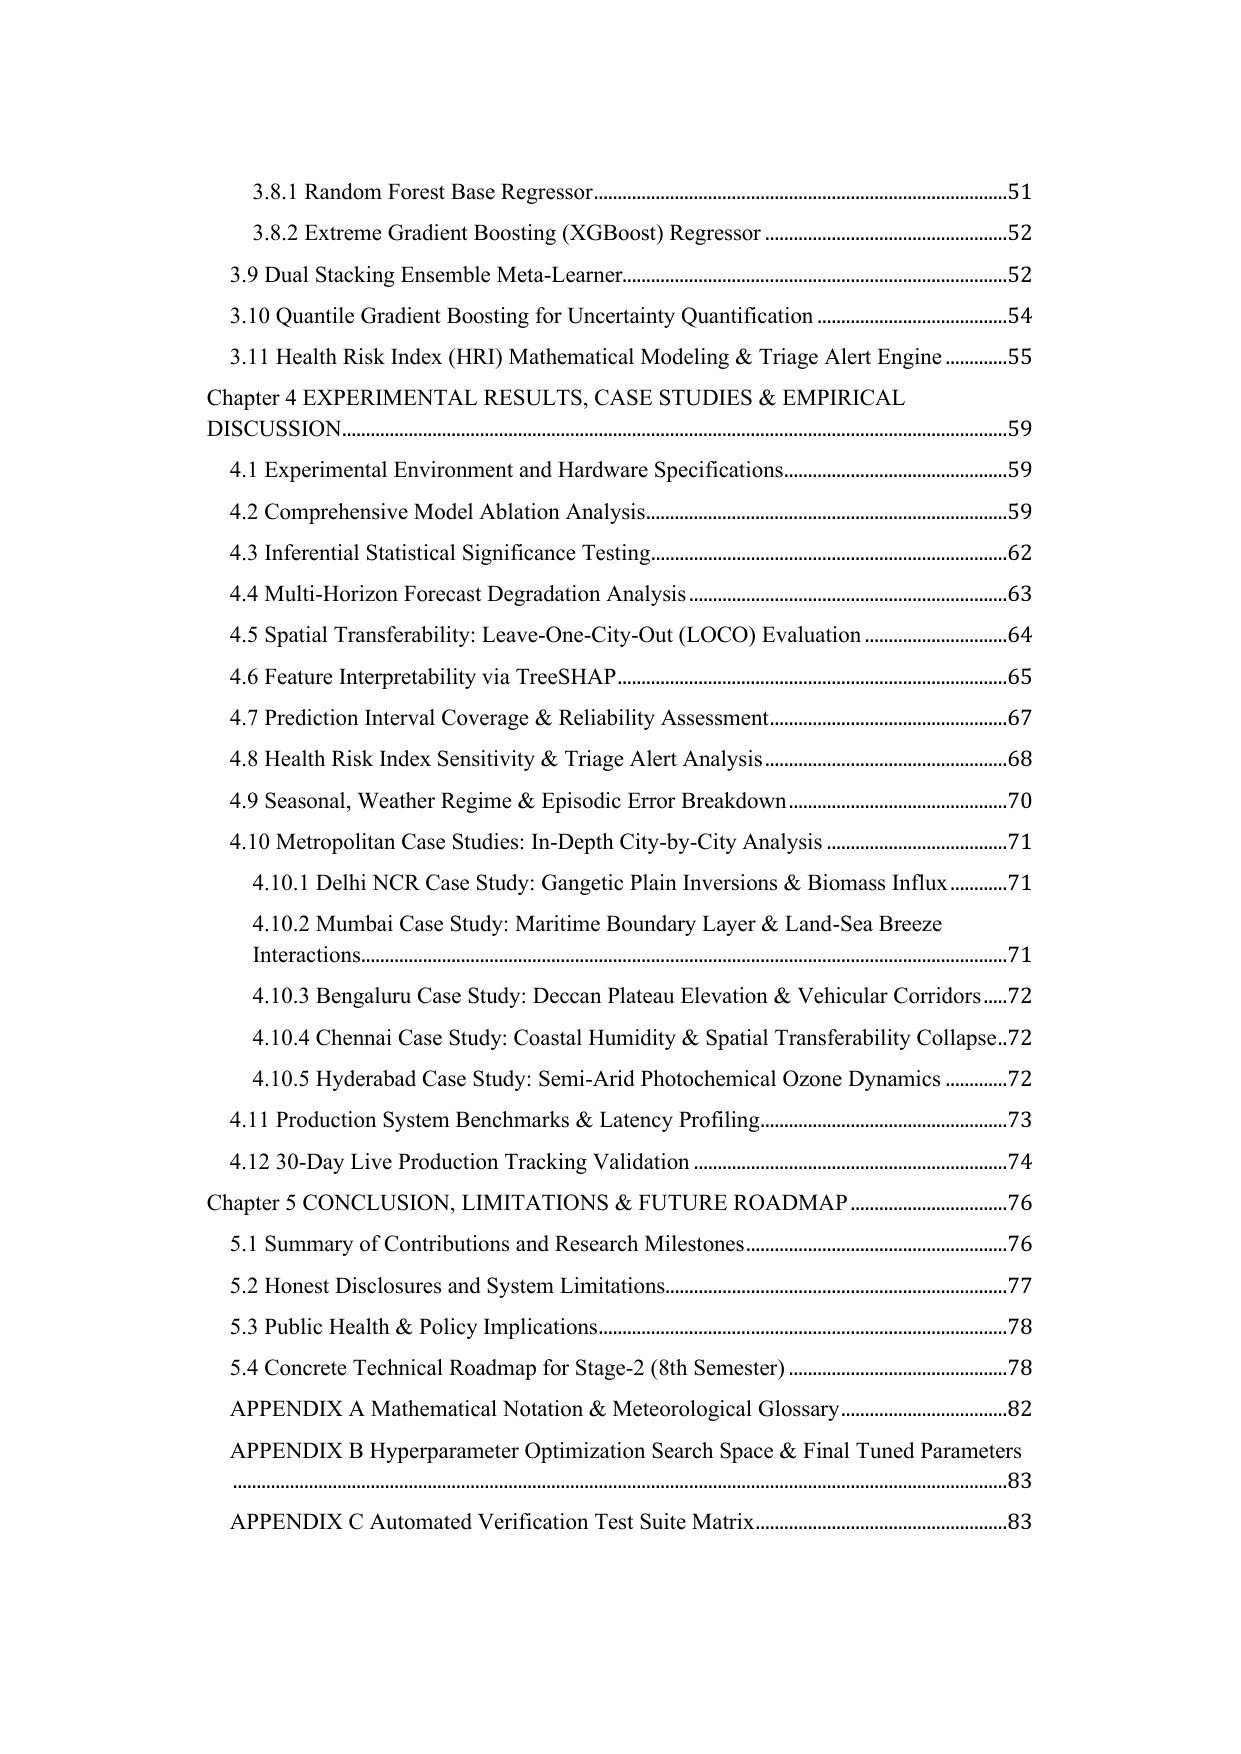 3.8.1 Random Forest Base Regressor........................................................................................51
3.8.2 Extreme Gradient Boosting (XGBoost) Regressor ...................................................52
3.9 Dual Stacking Ensemble Meta-Learner.................................................................................52
3.10 Quantile Gradient Boosting for Uncertainty Quantification ........................................54
3.11 Health Risk Index (HRI) Mathematical Modeling & Triage Alert Engine .............55
Chapter 4 EXPERIMENTAL RESULTS, CASE STUDIES & EMPIRICAL
DISCUSSION.............................................................................................................................................59
4.1 Experimental Environment and Hardware Specifications...............................................59
4.2 Comprehensive Model Ablation Analysis............................................................................59
4.3 Inferential Statistical Significance Testing...........................................................................62
4.4 Multi-Horizon Forecast Degradation Analysis ...................................................................63
4.5 Spatial Transferability: Leave-One-City-Out (LOCO) Evaluation ..............................64
4.6 Feature Interpretability via TreeSHAP..................................................................................65
4.7 Prediction Interval Coverage & Reliability Assessment..................................................67
4.8 Health Risk Index Sensitivity & Triage Alert Analysis ...................................................68
4.9 Seasonal, Weather Regime & Episodic Error Breakdown..............................................70
4.10 Metropolitan Case Studies: In-Depth City-by-City Analysis ......................................71
4.10.1 Delhi NCR Case Study: Gangetic Plain Inversions & Biomass Influx ............71
4.10.2 Mumbai Case Study: Maritime Boundary Layer & Land-Sea Breeze
Interactions.........................................................................................................................................71
4.10.3 Bengaluru Case Study: Deccan Plateau Elevation & Vehicular Corridors.....72
4.10.4 Chennai Case Study: Coastal Humidity & Spatial Transferability Collapse..72
4.10.5 Hyderabad Case Study: Semi-Arid Photochemical Ozone Dynamics .............72
4.11 Production System Benchmarks & Latency Profiling....................................................73
4.12 30-Day Live Production Tracking Validation ..................................................................74
Chapter 5 CONCLUSION, LIMITATIONS & FUTURE ROADMAP .................................76
5.1 Summary of Contributions and Research Milestones.......................................................76
5.2 Honest Disclosures and System Limitations........................................................................77
5.3 Public Health & Policy Implications......................................................................................78
5.4 Concrete Technical Roadmap for Stage-2 (8th Semester) ..............................................78
APPENDIX A Mathematical Notation & Meteorological Glossary...................................82
APPENDIX B Hyperparameter Optimization Search Space & Final Tuned Parameters
....................................................................................................................................................................83
APPENDIX C Automated Verification Test Suite Matrix.....................................................83